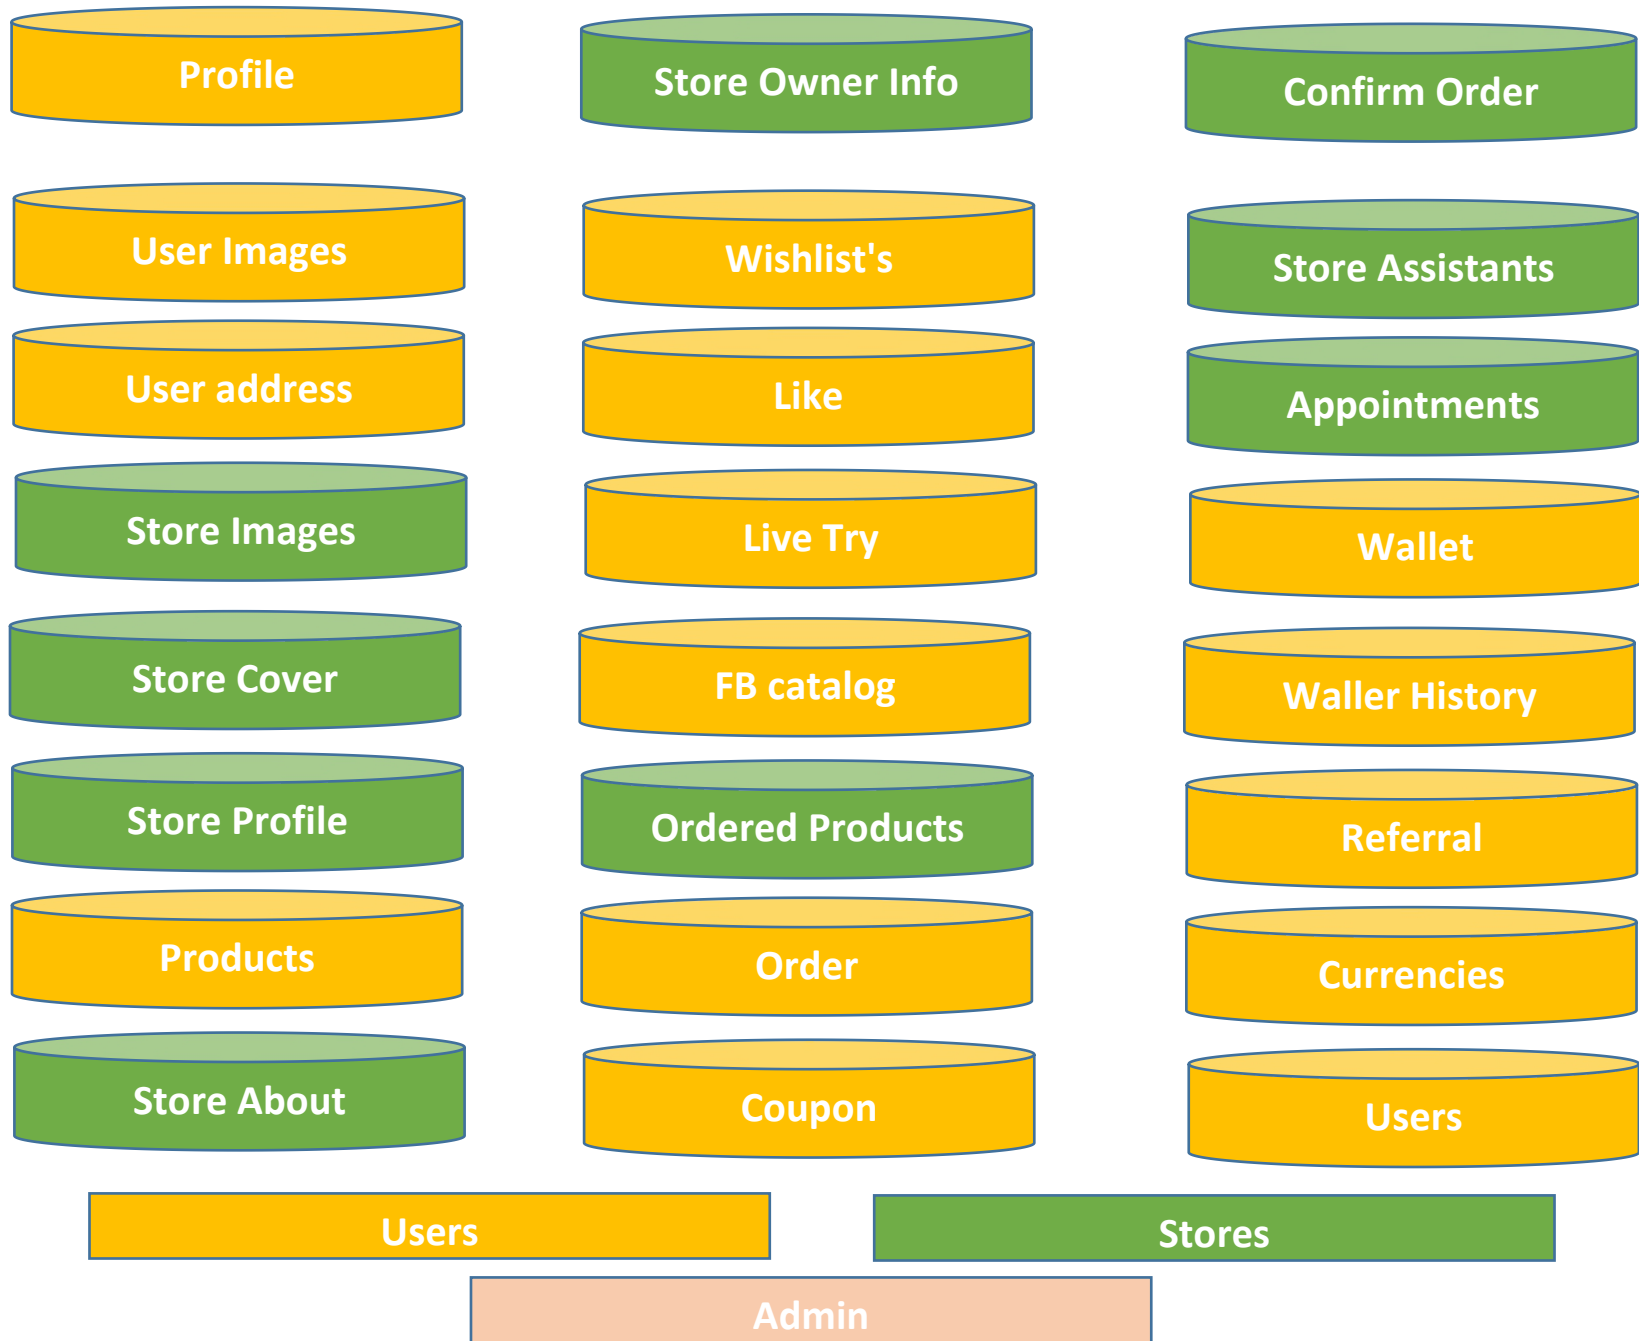 Profile
Store Owner Info
Confirm Order
User Images
Wishlist's
Store Assistants
User address
Like
Appointments
Store Images
Live Try
Wallet
Store Cover
FB catalog
Waller History
Store Profile
Ordered Products
Referral
Products
Order
Currencies
Store About
Coupon
Users
Users
Stores
Admin